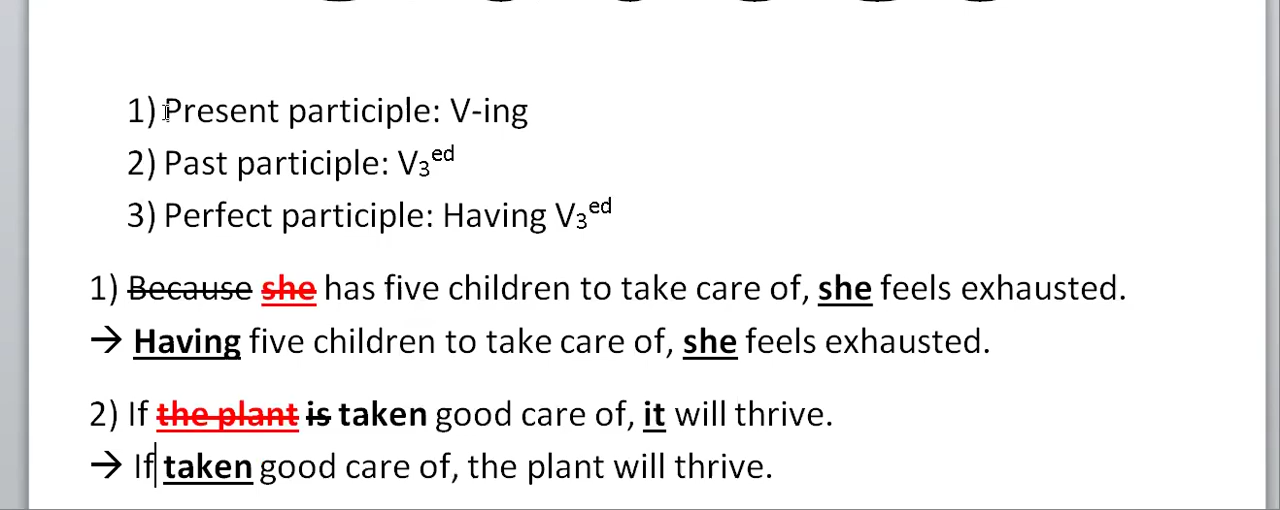 1) Present participle: V-ing
2) Past participle: V₃ᵉᵈ
3) Perfect participle: Having V₃ᵉᵈ
1) Because she has five children to take care of, she feels exhausted.
→ Having five children to take care of, she feels exhausted.
2) If the plant is taken good care of, it will thrive.
→ If taken good care of, the plant will thrive.